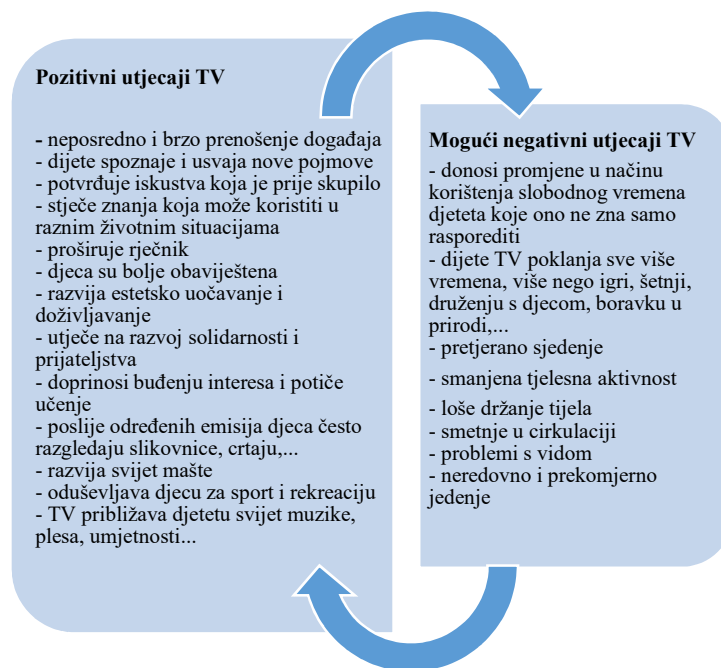 Pozitivni utjecaji TV
- neposredno i brzo prenošenje događaja
- dijete spoznaje i usvaja nove pojmove
- potvrđuje iskustva koja je prije skupilo
- stječe znanja koja može koristiti u
raznim životnim situacijama
- proširuje rječnik
- djeca su bolje obaviještena
- razvija estetsko uočavanje i
doživljavanje
- utječe na razvoj solidarnosti i
prijateljstva
- doprinosi buđenju interesa i potiče
učenje
- poslije određenih emisija djeca često
razgledaju slikovnice, crtaju,...
- razvija svijet mašte
- oduševljava djecu za sport i rekreaciju
- TV približava djetetu svijet muzike,
plesa, umjetnosti...
Mogući negativni utjecaji TV
- donosi promjene u načinu
korištenja slobodnog vremena
djeteta koje ono ne zna samo
rasporediti
- dijete TV poklanja sve više
vremena, više nego igri, šetnji,
druženju s djecom, boravku u
prirodi,...
- pretjerano sjedenje
- smanjena tjelesna aktivnost
- loše držanje tijela
- smetnje u cirkulaciji
- problemi s vidom
- neredovno i prekomjerno
jedenje